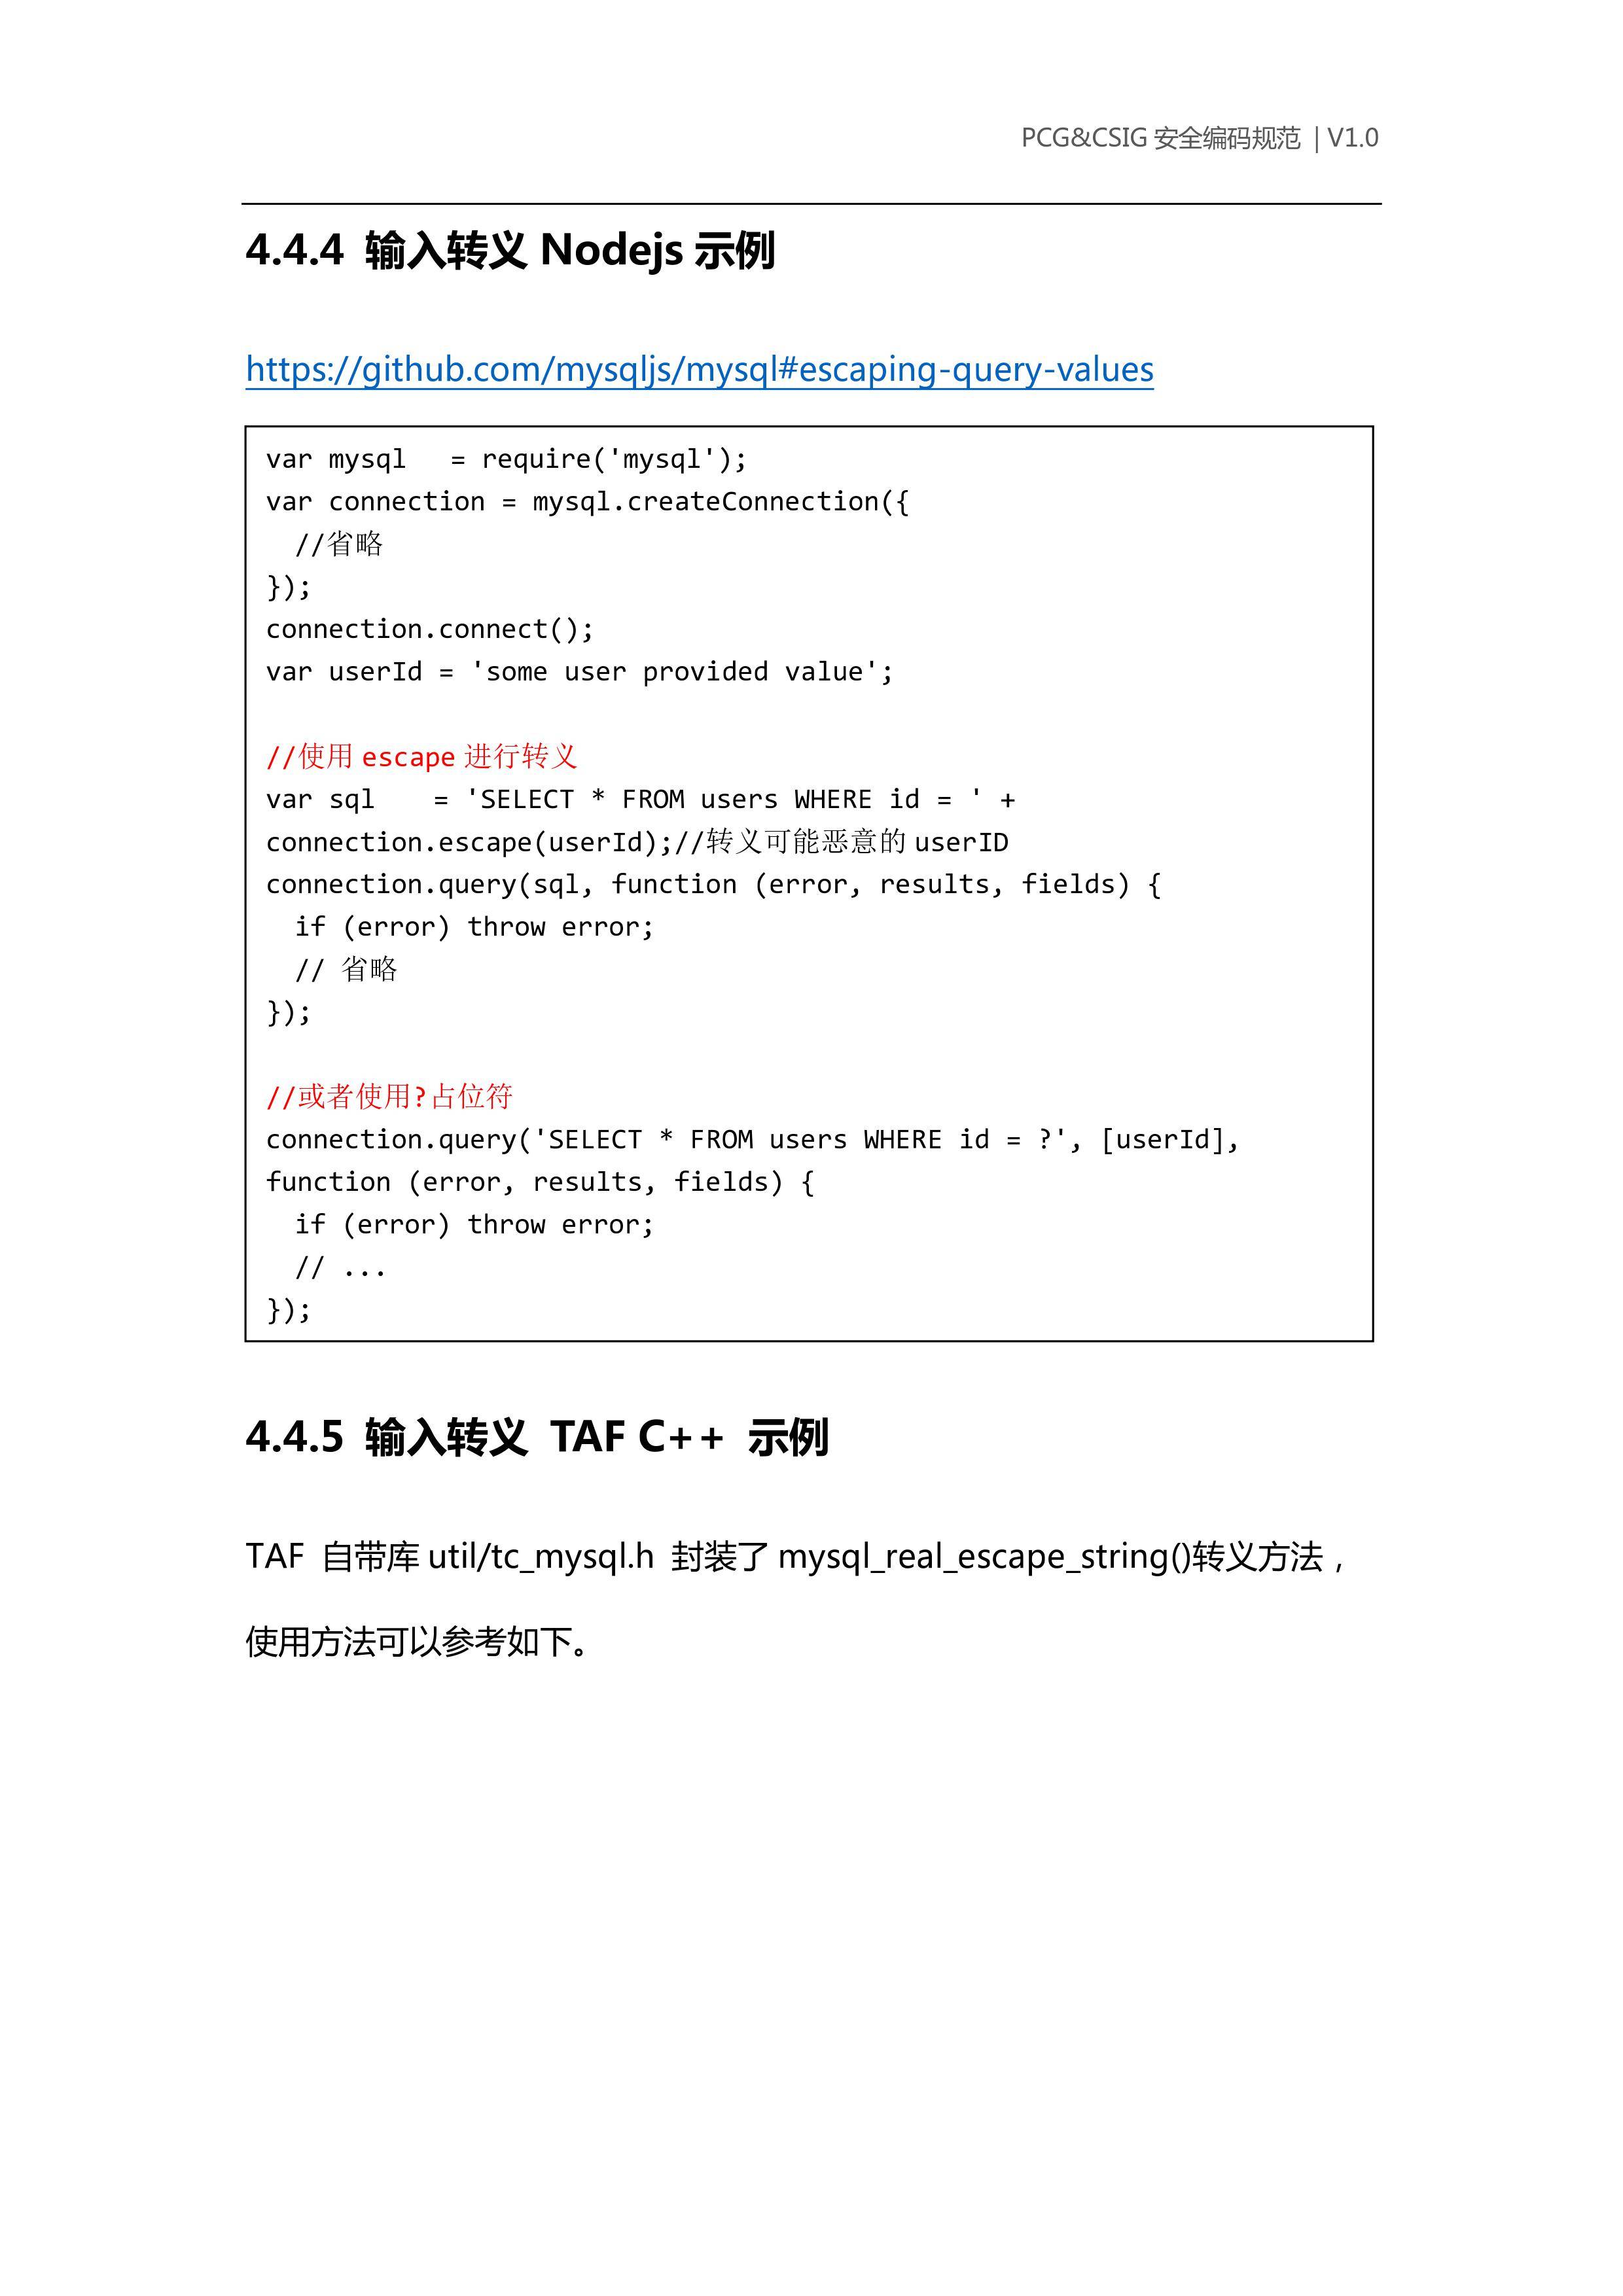 PCG&CSIG 安全编码规范 | V1.0
4.4.4 输入转义 Nodejs 示例
https://github.com/mysqljs/mysql#escaping-query-values
var mysql   = require('mysql');
var connection = mysql.createConnection({
  //省略
});
connection.connect();
var userId = 'some user provided value';
//使用 escape 进行转义
var sql    = 'SELECT * FROM users WHERE id = ' +
connection.escape(userId);//转义可能恶意的 userID
connection.query(sql, function (error, results, fields) {
  if (error) throw error;
  // 省略
});
//或者使用?占位符
connection.query('SELECT * FROM users WHERE id = ?', [userId],
function (error, results, fields) {
  if (error) throw error;
  // ...
});
4.4.5 输入转义 TAF C++ 示例
TAF 自带库 util/tc_mysql.h 封装了 mysql_real_escape_string()转义方法，
使用方法可以参考如下。